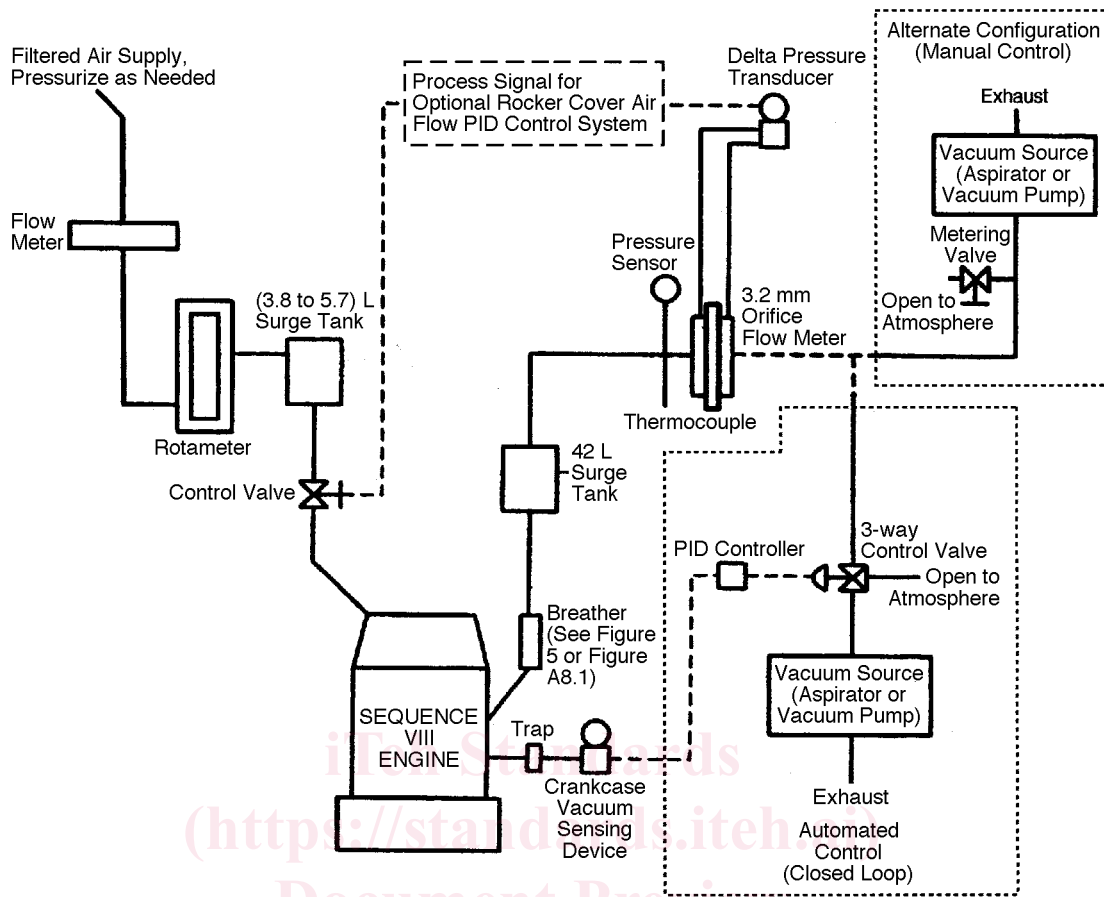 Filtered Air Supply,
Pressurize as Needed
Flow
Meter
Rotameter
(3.8 to 5.7) L
Surge Tank
Control Valve
Process Signal for
Optional Rocker Cover Air
Flow PID Control System
Delta Pressure
Transducer
Pressure
Sensor
3.2 mm
Orifice
Flow Meter
Thermocouple
42 L
Surge
Tank
Breather
(See Figure
5 or Figure
A8.1)
SEQUENCE
VIII
ENGINE
Trap
Crankcase
Vacuum
Sensing
Device
Alternate Configuration
(Manual Control)
Exhaust
Vacuum Source
(Aspirator or
Vacuum Pump)
Metering
Valve
Open to
Atmosphere
PID Controller
3-way
Control Valve
Open to
Atmosphere
Vacuum Source
(Aspirator or
Vacuum Pump)
Exhaust
Automated
Control
(Closed Loop)
iTeh Standards
(https://standards.iteh.ai)